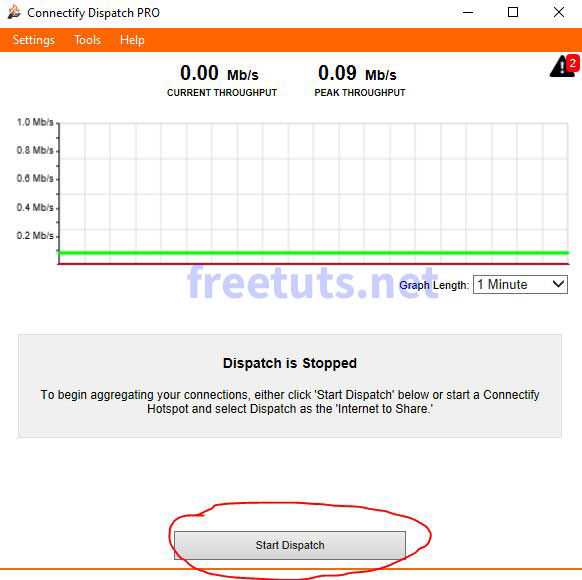 Connectify Dispatch PRO
Settings Tools Help
0.00 Mb/s 0.09 Mb/s
CURRENT THROUGHPUT PEAK THROUGHPUT
2
1.0 Mb/s
0.8 Mb/s
0.6 Mb/s
0.4 Mb/s
0.2 Mb/s
freetuts.net
Graph Length: 1 Minute
Dispatch is Stopped
To begin aggregating your connections, either click 'Start Dispatch' below or start a Connectify
Hotspot and select Dispatch as the 'Internet to Share.'
Start Dispatch